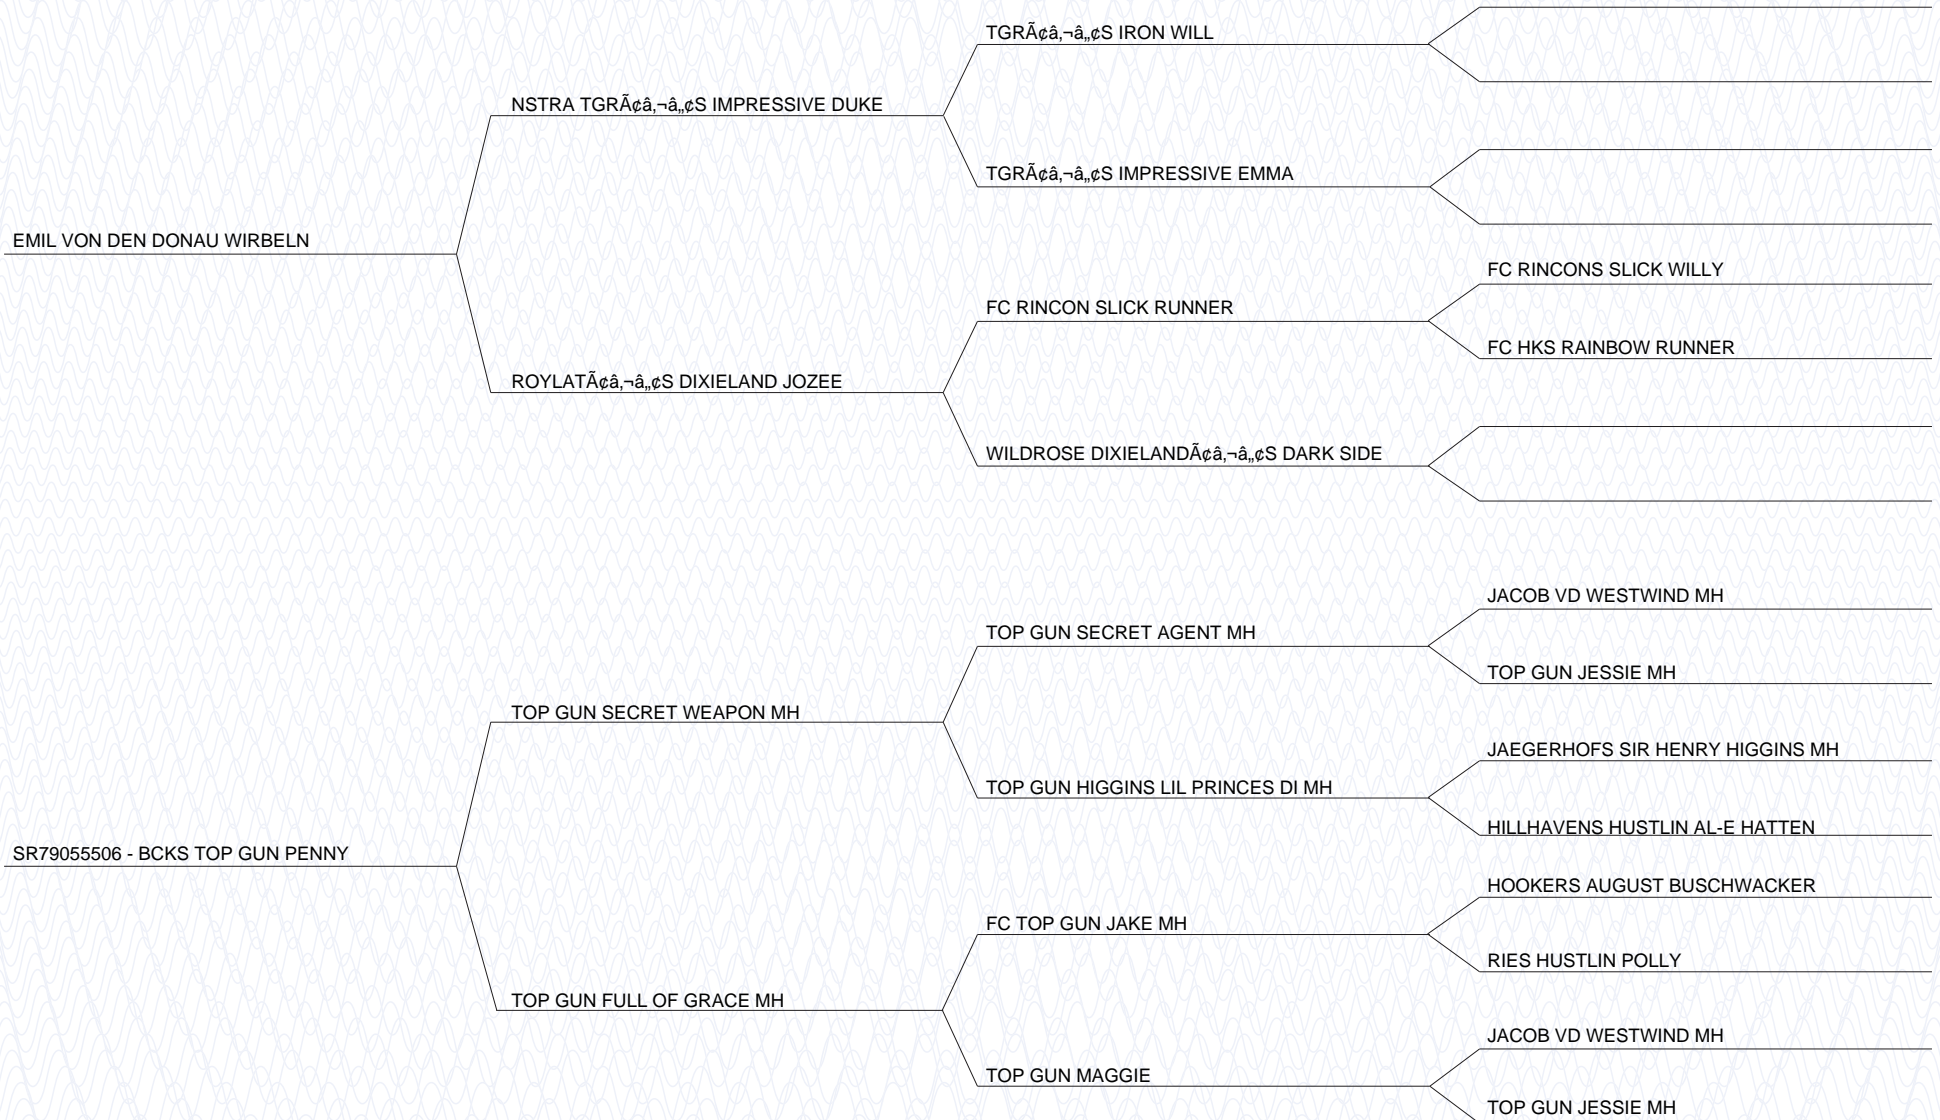 TGRÃ¢â‚¬â„¢S IRON WILL
NSTRA TGRÃ¢â‚¬â„¢S IMPRESSIVE DUKE
TGRÃ¢â‚¬â„¢S IMPRESSIVE EMMA
EMIL VON DEN DONAU WIRBELN
FC RINCONS SLICK WILLY
FC RINCON SLICK RUNNER
FC HKS RAINBOW RUNNER
ROYLATÃ¢â‚¬â„¢S DIXIELAND JOZEE
WILDROSE DIXIELANDÃ¢â‚¬â„¢S DARK SIDE
JACOB VD WESTWIND MH
TOP GUN SECRET AGENT MH
TOP GUN JESSIE MH
TOP GUN SECRET WEAPON MH
JAEGERHOFS SIR HENRY HIGGINS MH
TOP GUN HIGGINS LIL PRINCES DI MH
HILLHAVENS HUSTLIN AL-E HATTEN
SR79055506 - BCKS TOP GUN PENNY
HOOKERS AUGUST BUSCHWACKER
FC TOP GUN JAKE MH
RIES HUSTLIN POLLY
TOP GUN FULL OF GRACE MH
JACOB VD WESTWIND MH
TOP GUN MAGGIE
TOP GUN JESSIE MH